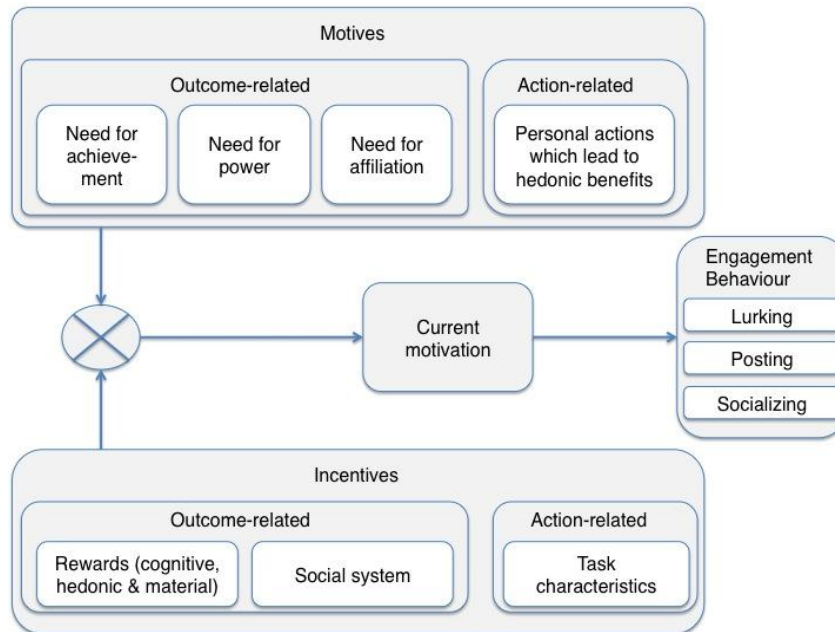 Motives
Outcome-related
Action-related
Need for
achieve-
ment
Need for
power
Need for
affiliation
Personal actions
which lead to
hedonic benefits
Engagement
Behaviour
Lurking
Posting
Socializing
Current
motivation
Incentives
Outcome-related
Action-related
Rewards (cognitive,
hedonic & material)
Social system
Task
characteristics